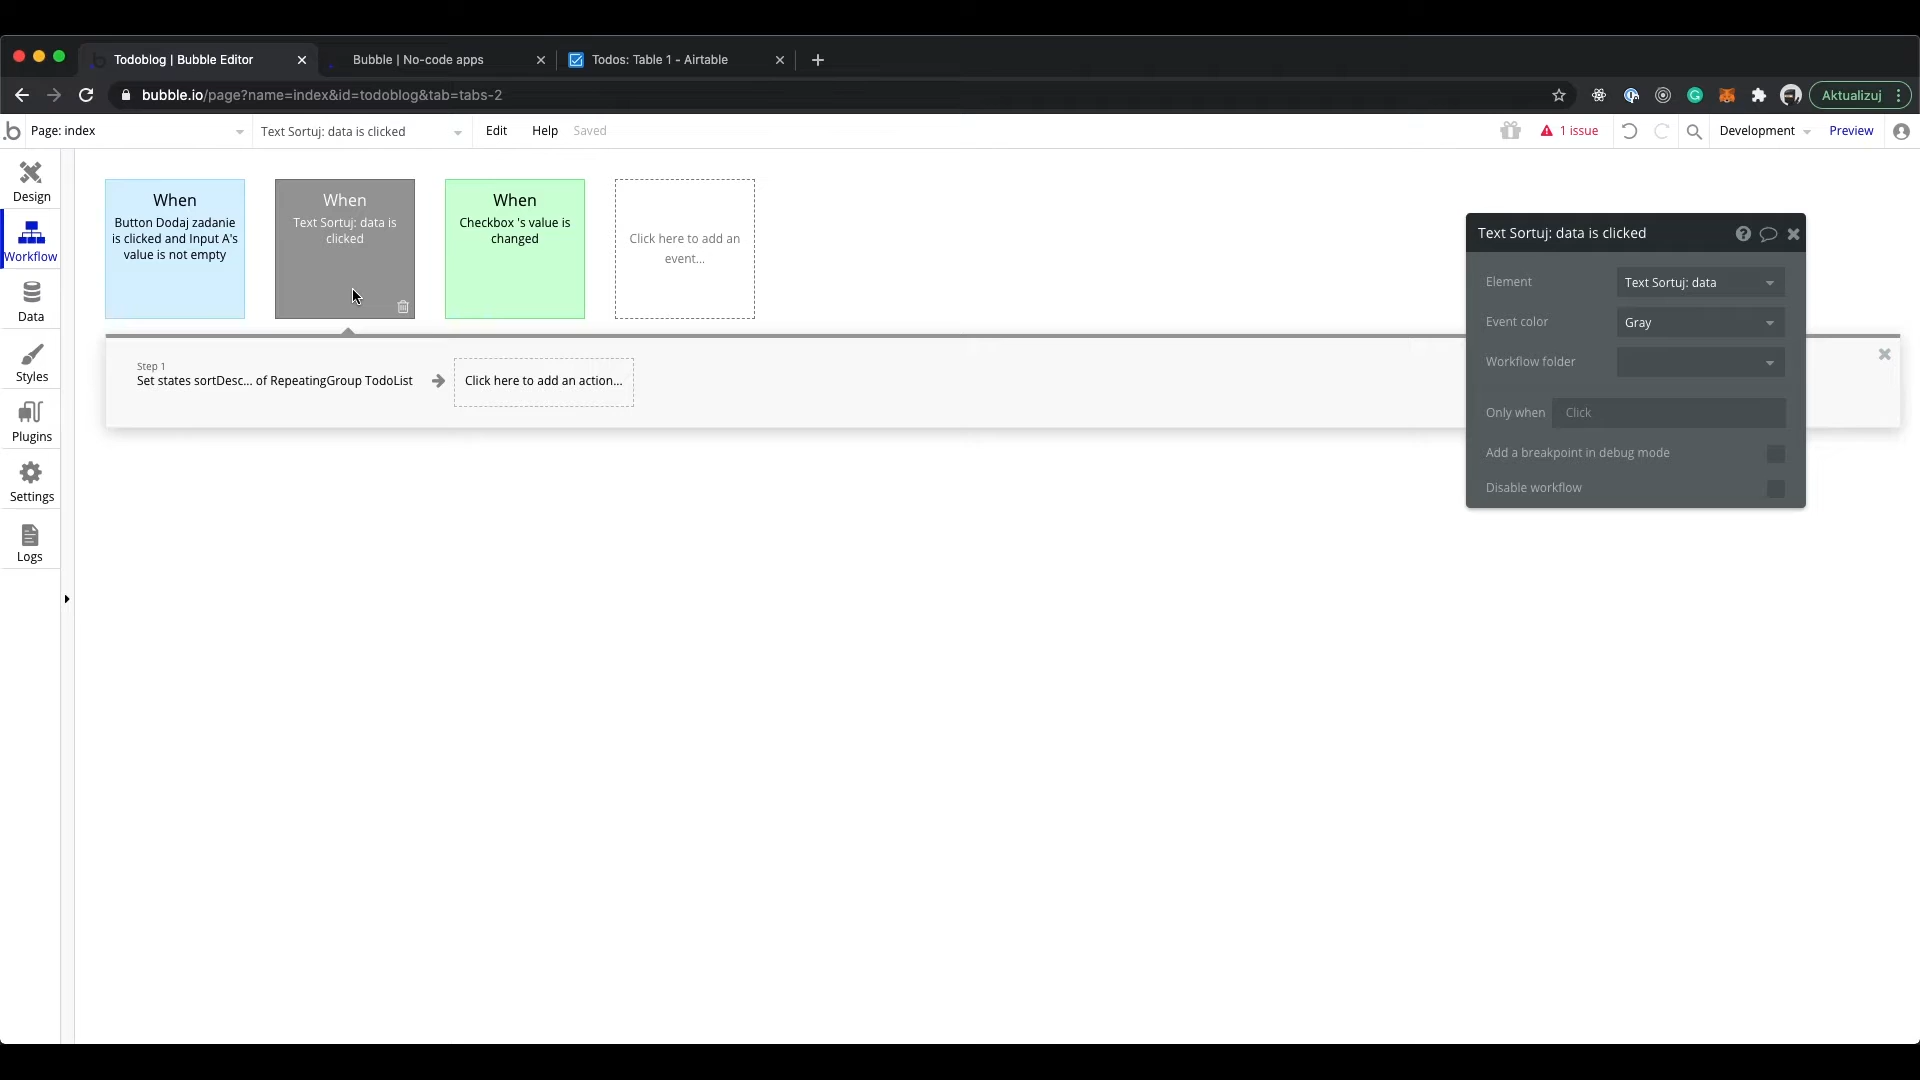 Todoblog | Bubble Editor
Bubble | No-code apps
Todos: Table 1 - Airtable
bubble.io/page?name=index&id=todoblog&tab=tabs-2
Aktualizuj
Page: index
Text Sortuj: data is clicked
Edit
Help
Saved
1 issue
Development
Preview
Design
Workflow
Data
Styles
Plugins
Settings
Logs
When
Button Dodaj zadanie
is clicked and Input A's
value is not empty
When
Text Sortuj: data is
clicked
When
Checkbox 's value is
changed
Click here to add an
event...
Step 1
Set states sortDesc... of RepeatingGroup TodoList
Click here to add an action...
Text Sortuj: data is clicked
Element
Text Sortuj: data
Event color
Gray
Workflow folder
Only when
Click
Add a breakpoint in debug mode
Disable workflow